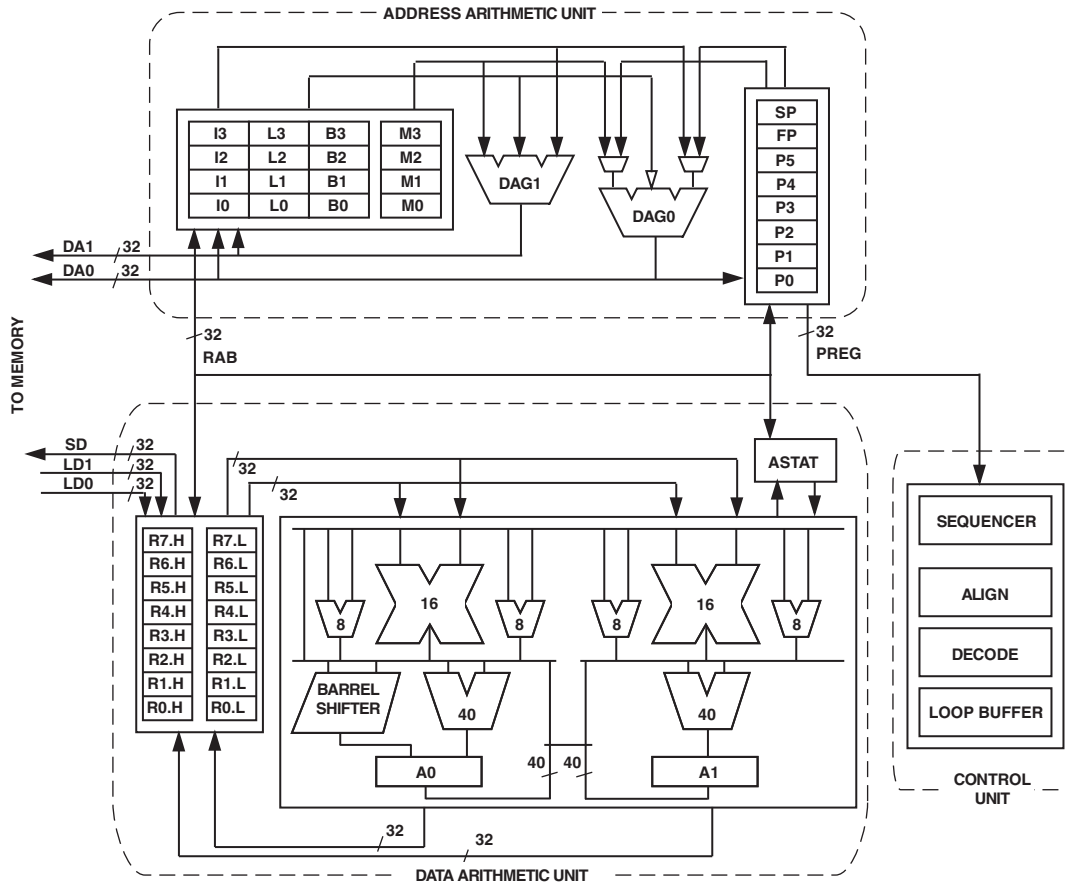 ADDRESS ARITHMETIC UNIT
SP
FP
P5
P4
P3
P2
P1
P0
I3 L3 B3 M3
I2 L2 B2 M2
I1 L1 B1 M1
I0 L0 B0 M0
DAG1
DAG0
DA1 32
DA0 32
TO MEMORY
32
RAB
32
PREG
SD 32
LD1 32
LD0 32
32
32
ASTAT
R7.H R7.L
R6.H R6.L
R5.H R5.L
R4.H R4.L
R3.H R3.L
R2.H R2.L
R1.H R1.L
R0.H R0.L
8 16 8 8 16 8
BARREL
SHIFTER
40 40
A0 40 40 A1
32
32
DATA ARITHMETIC UNIT
SEQUENCER
ALIGN
DECODE
LOOP BUFFER
CONTROL
UNIT